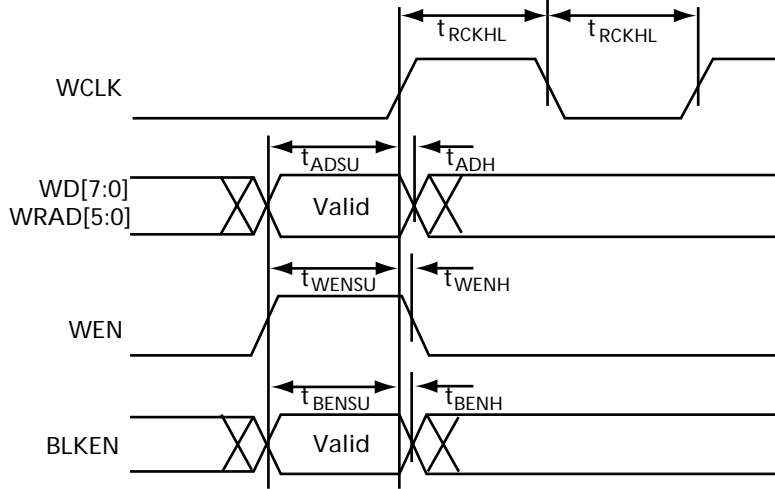 tRCKHL tRCKHL
WCLK
tADSU tADH
WD[7:0]
WRAD[5:0]
Valid
tWENSU tWENH
WEN
tBENSU tBENH
BLKEN
Valid